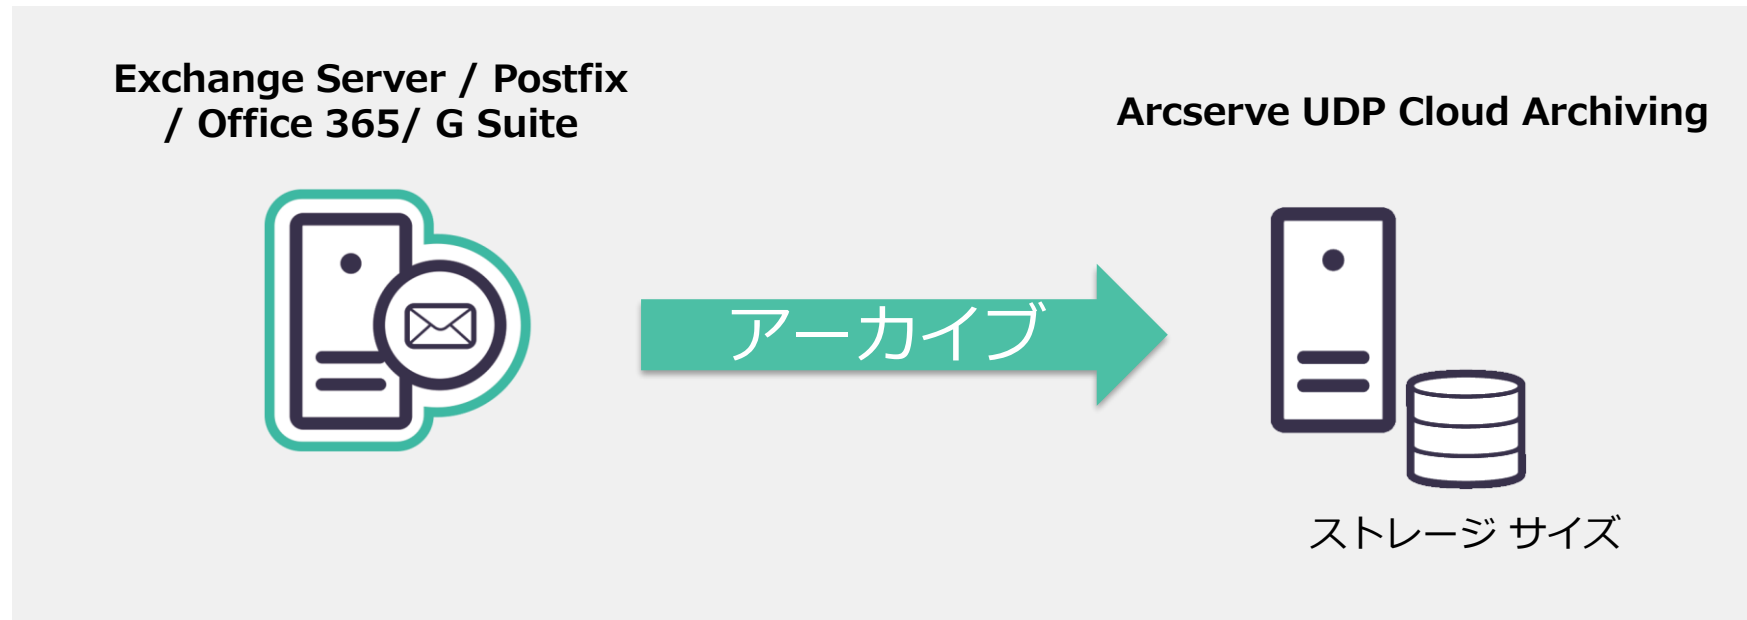 Exchange Server / Postfix
/ Office 365/ G Suite
Arcserve UDP Cloud Archiving
アーカイブ
ストレージ サイズ